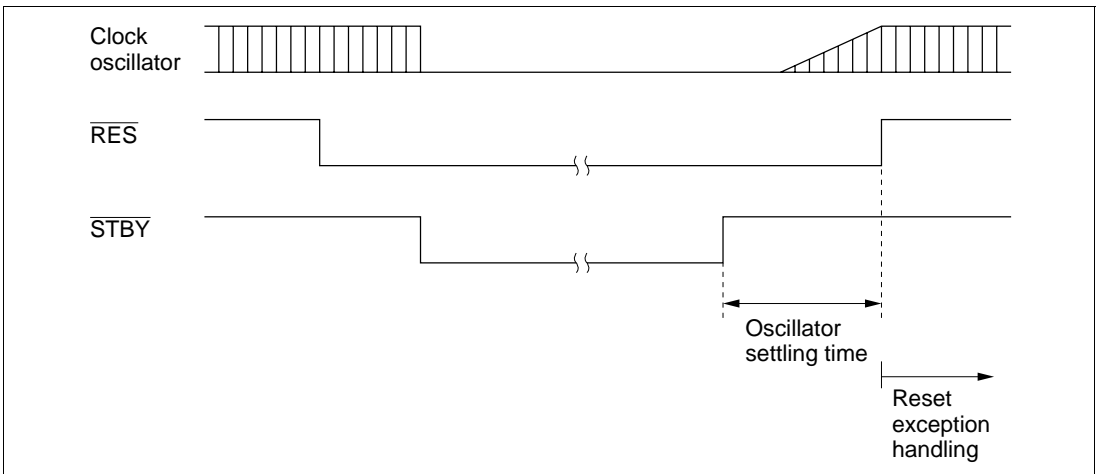 Clock
oscillator
RES
STBY
Oscillator
settling time
Reset
exception
handling